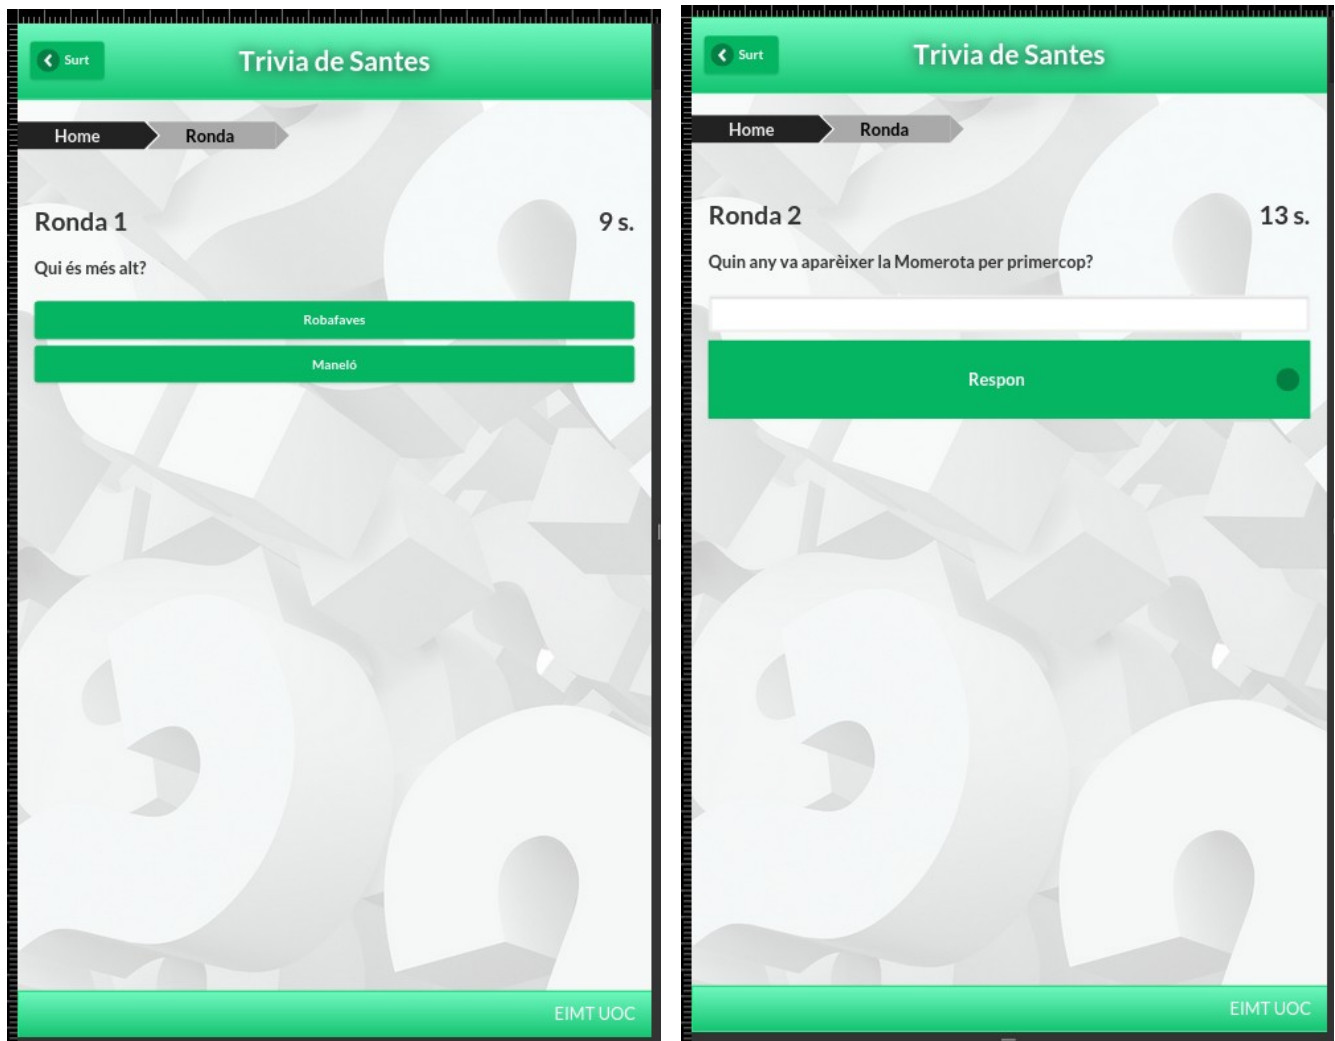 Surt
Trivia de Santes
Home
Ronda
Ronda 1
9 s.
Qui és més alt?
Robafaves
Maneló
EIMT UOC
Surt
Trivia de Santes
Home
Ronda
Ronda 2
13 s.
Quin any va aparèixer la Momerota per primercop?
Respon
EIMT UOC